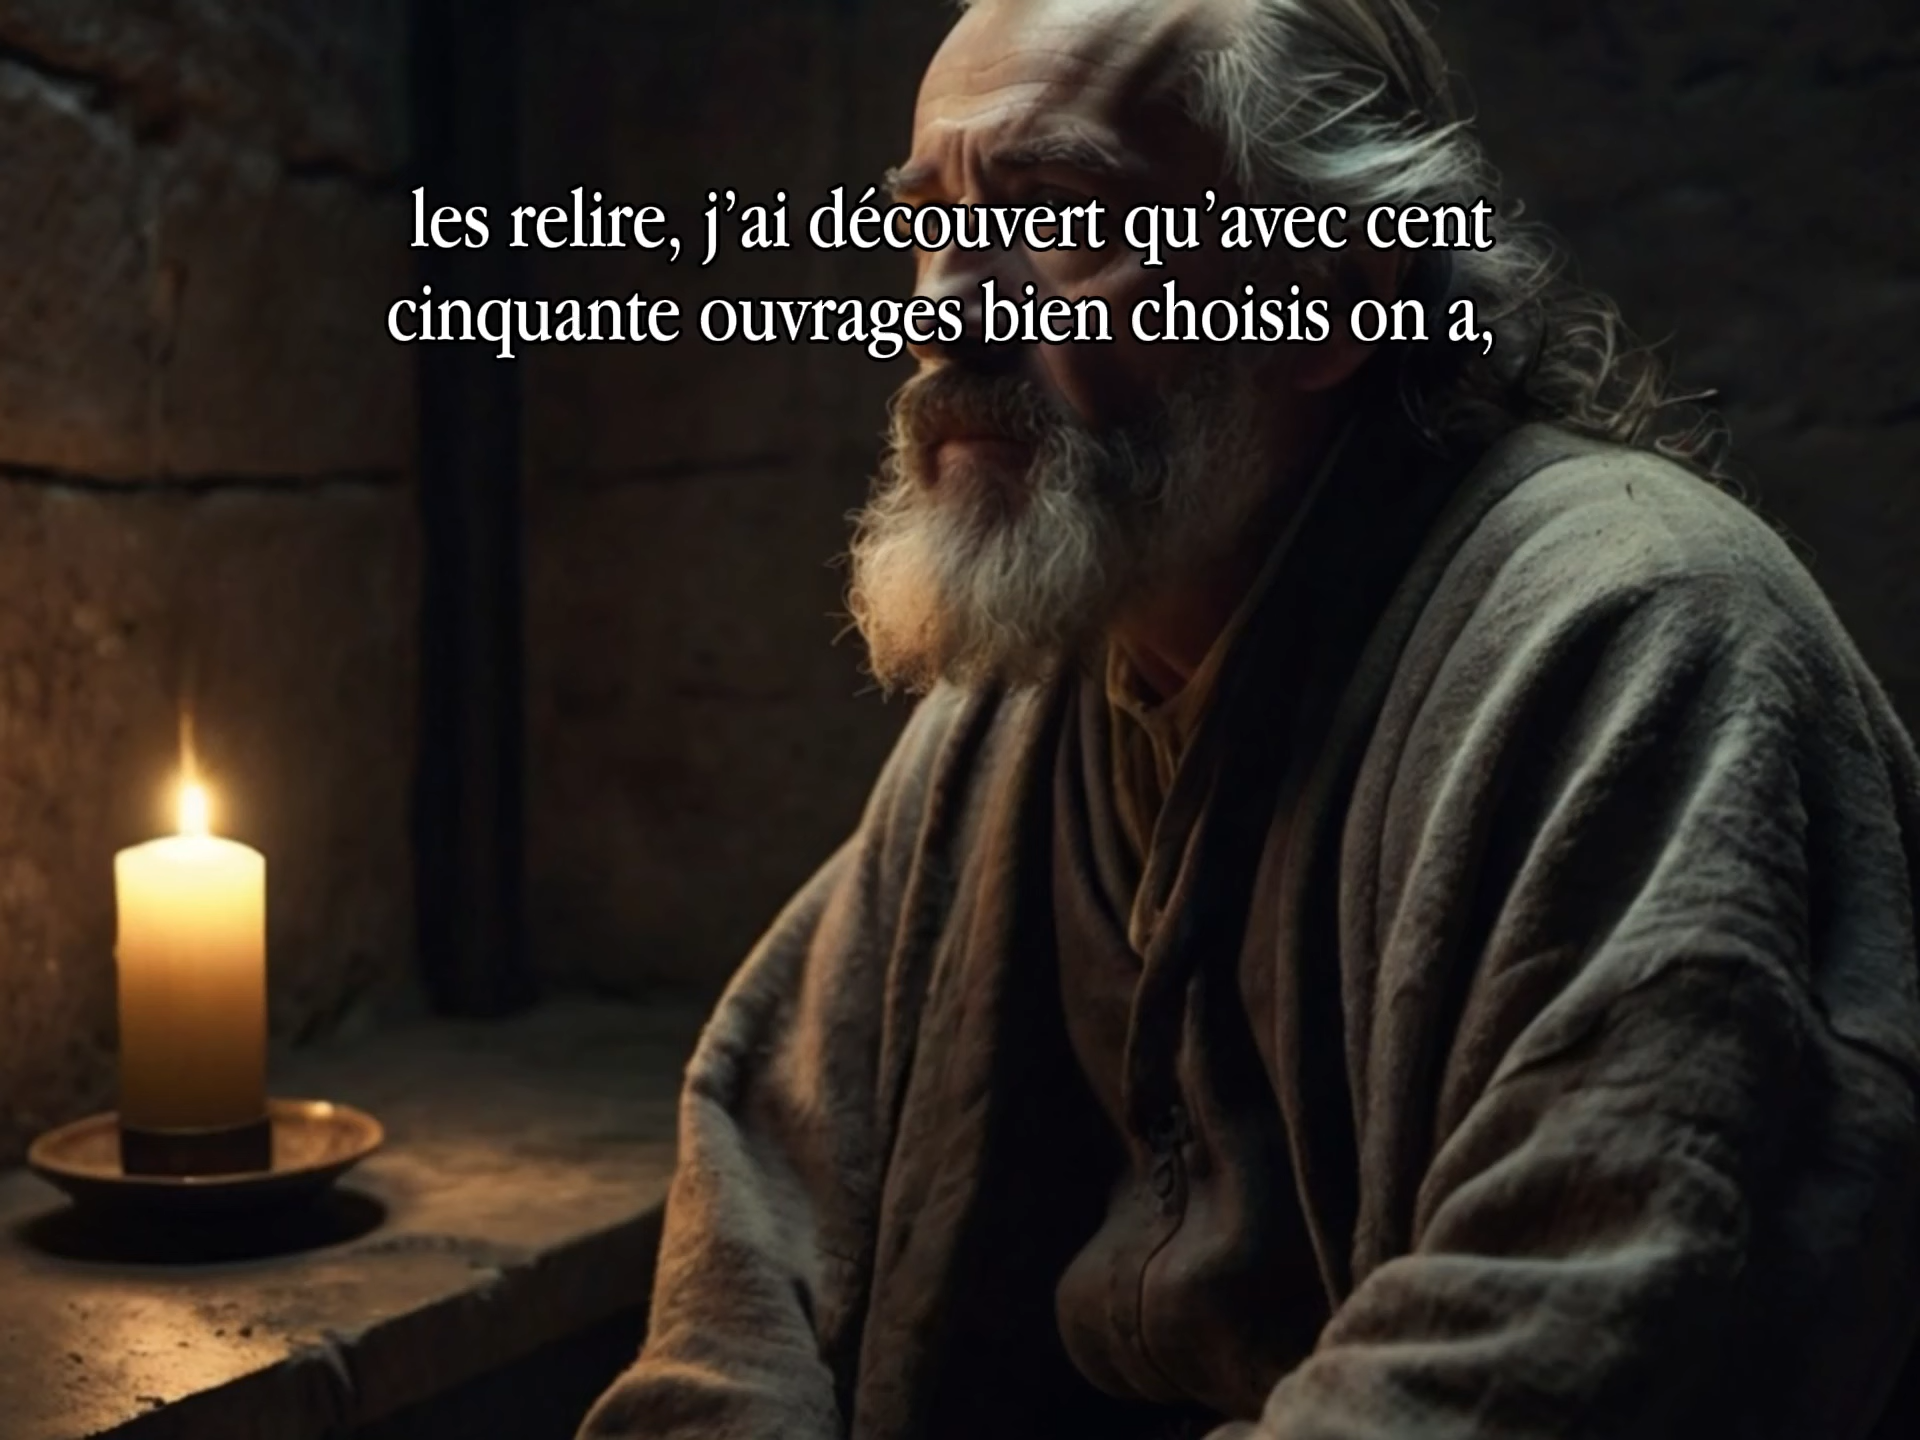 les relire, j’ai découvert qu’avec cent
cinquante ouvrages bien choisis on a,